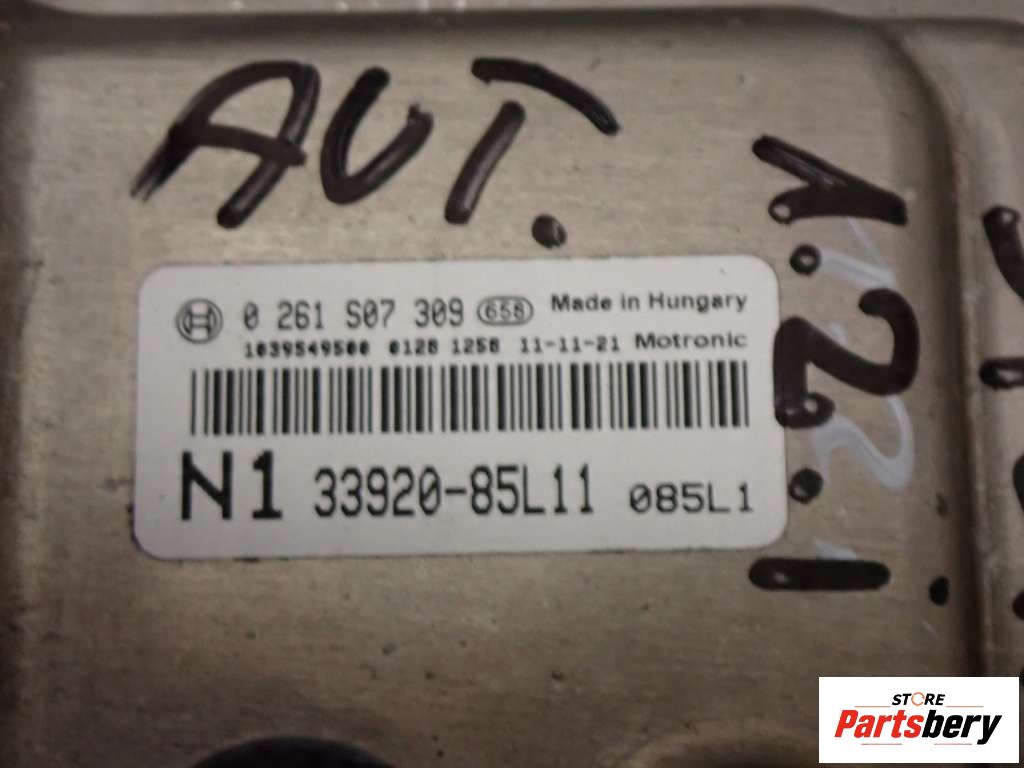 AUT.
1.2.i.
0 261 S07 309 658 Made in Hungary
1039549500 0128 1258 11-11-21 Motronic
N1 33920-85L11 085L1
STORE
Partsbery